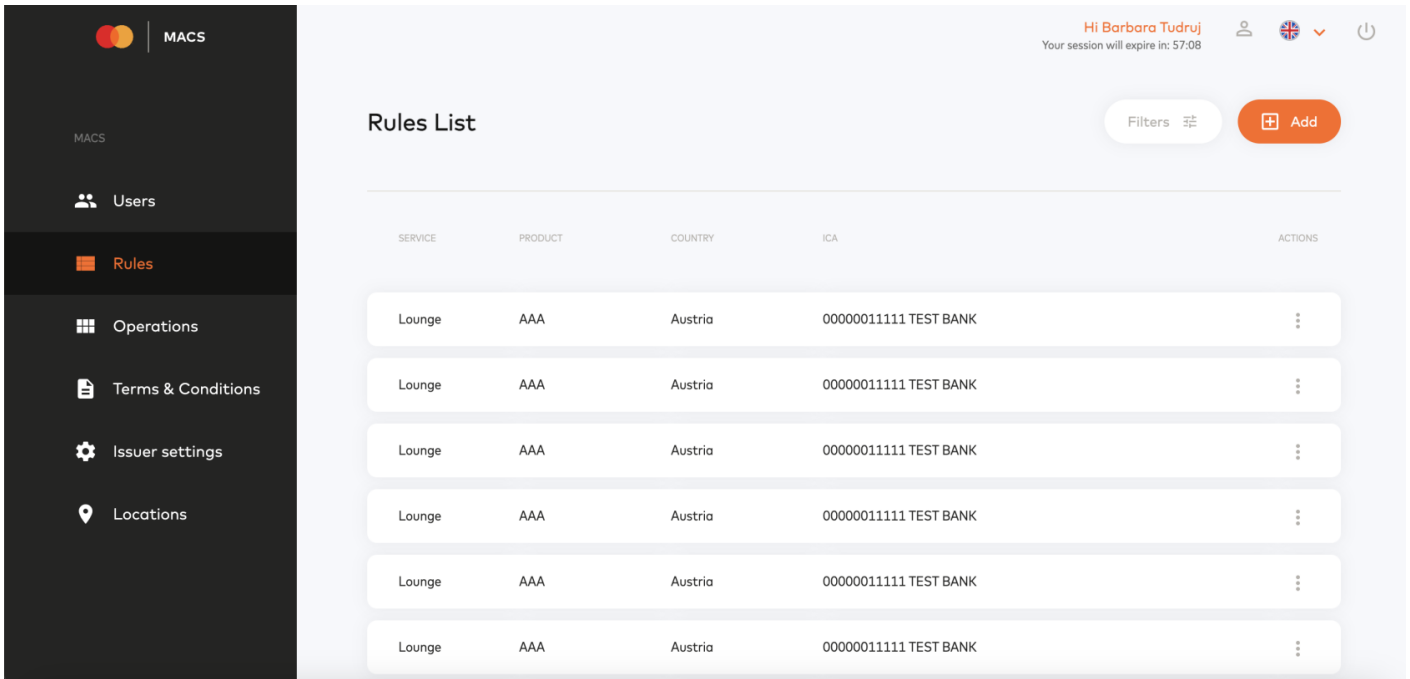 MACS
Hi Barbara Tudruj
Your session will expire in: 57:08
MACS
Users
Rules
Operations
Terms & Conditions
Issuer settings
Locations
Rules List
Filters
Add
SERVICE PRODUCT COUNTRY ICA ACTIONS
Lounge AAA Austria 00000011111 TEST BANK
Lounge AAA Austria 00000011111 TEST BANK
Lounge AAA Austria 00000011111 TEST BANK
Lounge AAA Austria 00000011111 TEST BANK
Lounge AAA Austria 00000011111 TEST BANK
Lounge AAA Austria 00000011111 TEST BANK